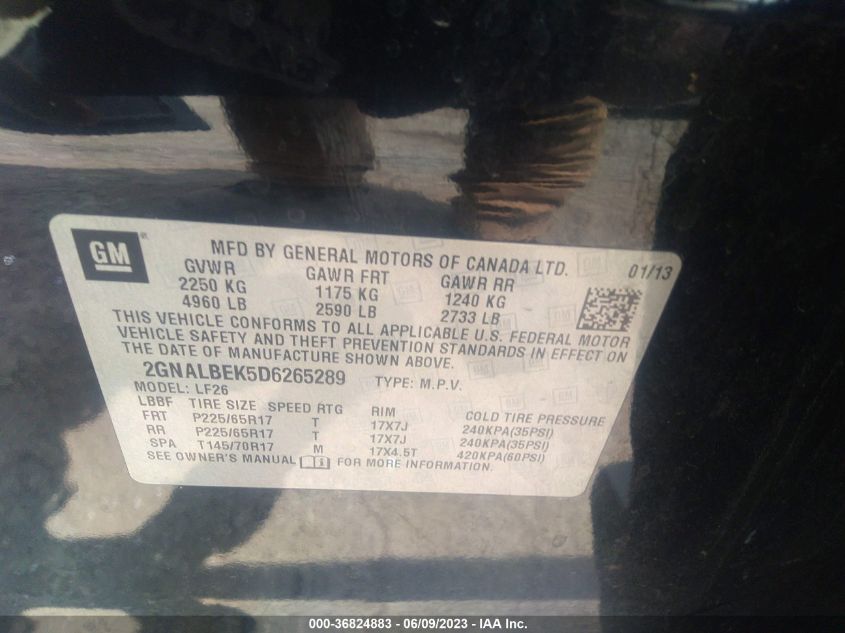 GM
MFD BY GENERAL MOTORS OF CANADA LTD. 01/13
GVWR GAWR FRT GAWR RR
2250 KG 1175 KG 1240 KG
4960 LB 2590 LB 2733 LB
THIS VEHICLE CONFORMS TO ALL APPLICABLE U.S. FEDERAL MOTOR
VEHICLE SAFETY AND THEFT PREVENTION STANDARDS IN EFFECT ON
THE DATE OF MANUFACTURE SHOWN ABOVE.
2GNALBEK5D6265289 TYPE: M.P.V.
MODEL: LF26
LBBF TIRE SIZE SPEED RTG RIM COLD TIRE PRESSURE
FRT P225/65R17 T 17X7J 240KPA(35PSI)
RR P225/65R17 T 17X7J 240KPA(35PSI)
SPA T145/70R17 M 17X4.5T 420KPA(60PSI)
SEE OWNER'S MANUAL FOR MORE INFORMATION.
000-36824883 - 06/09/2023 - IAA Inc.